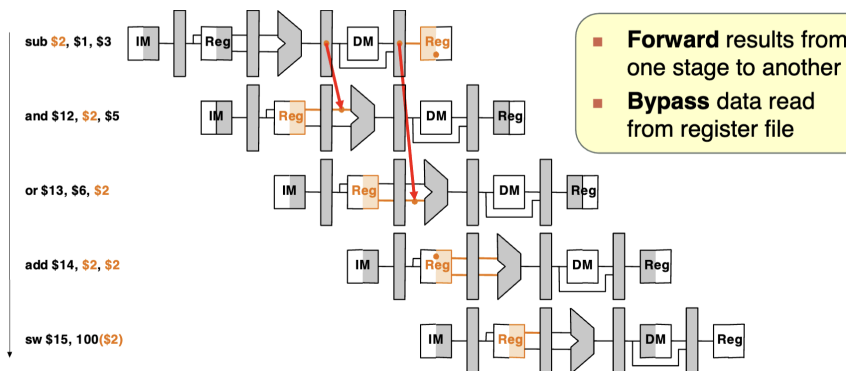 sub $2, $1, $3
IM
Reg
DM
Reg
Forward results from
one stage to another
Bypass data read
from register file
and $12, $2, $5
IM
Reg
DM
Reg
or $13, $6, $2
IM
Reg
DM
Reg
add $14, $2, $2
IM
Reg
DM
Reg
sw $15, 100($2)
IM
Reg
DM
Reg